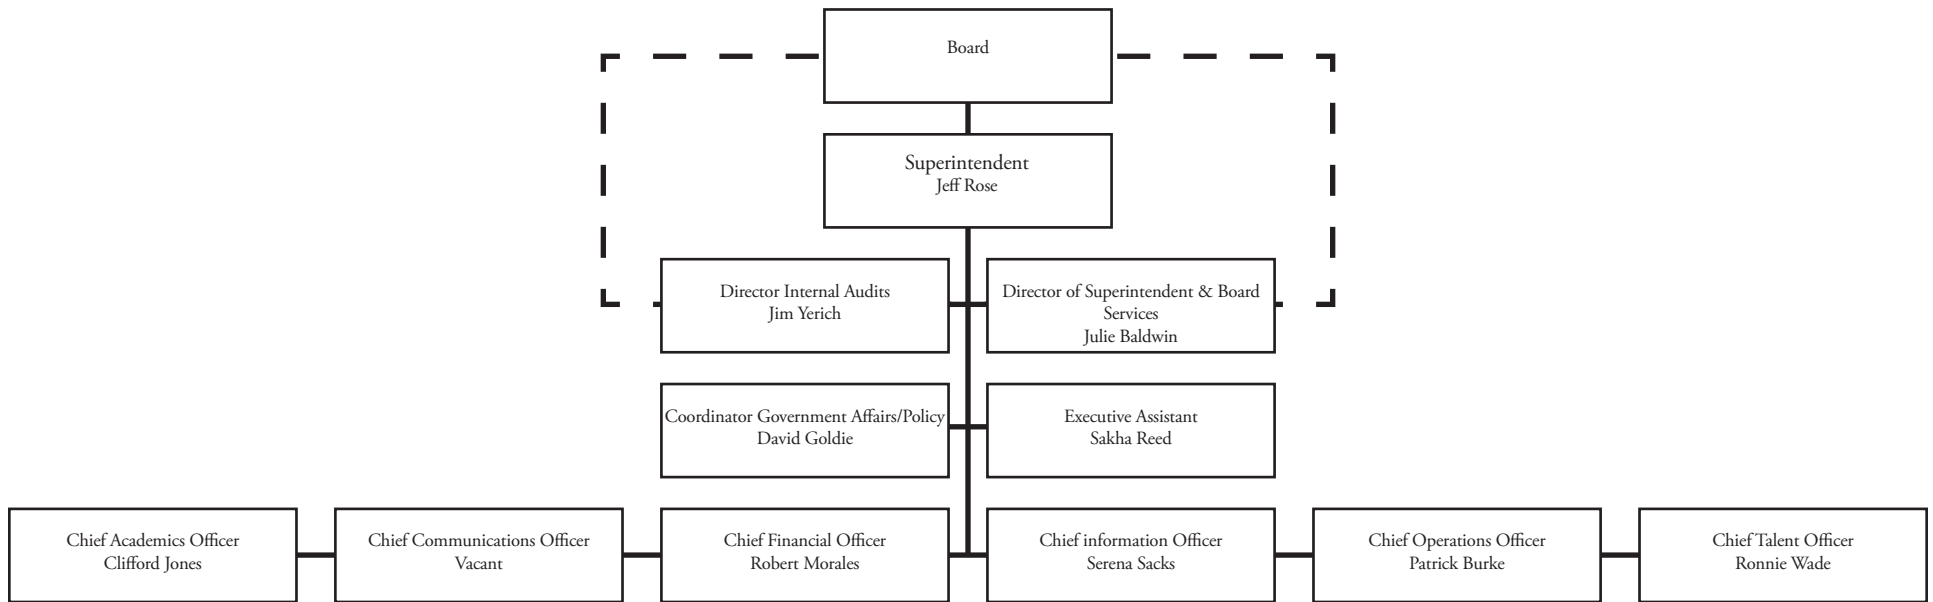 Board
Superintendent
Jeff Rose
Director Internal Audits
Jim Yerich
Director of Superintendent & Board
Services
Julie Baldwin
Coordinator Government Affairs/Policy
David Goldie
Executive Assistant
Sakha Reed
Chief Academics Officer
Clifford Jones
Chief Communications Officer
Vacant
Chief Financial Officer
Robert Morales
Chief information Officer
Serena Sacks
Chief Operations Officer
Patrick Burke
Chief Talent Officer
Ronnie Wade